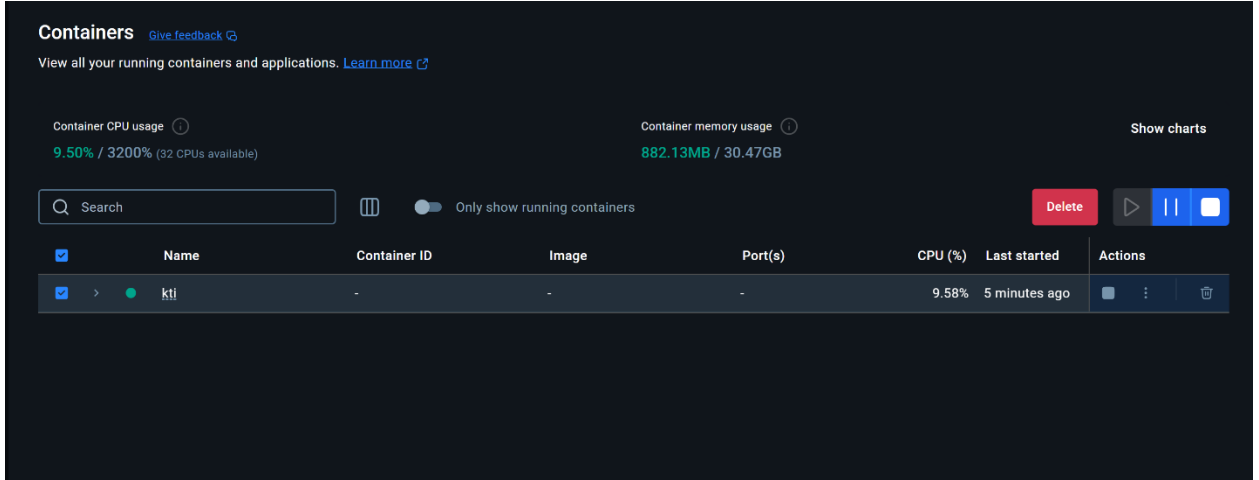 Containers Give feedback
View all your running containers and applications. Learn more
Container CPU usage
9.50% / 3200% (32 CPUs available)
Container memory usage
882.13MB / 30.47GB
Show charts
Search
Only show running containers
Delete
Name Container ID Image Port(s) CPU (%) Last started Actions
kti - - - 9.58% 5 minutes ago